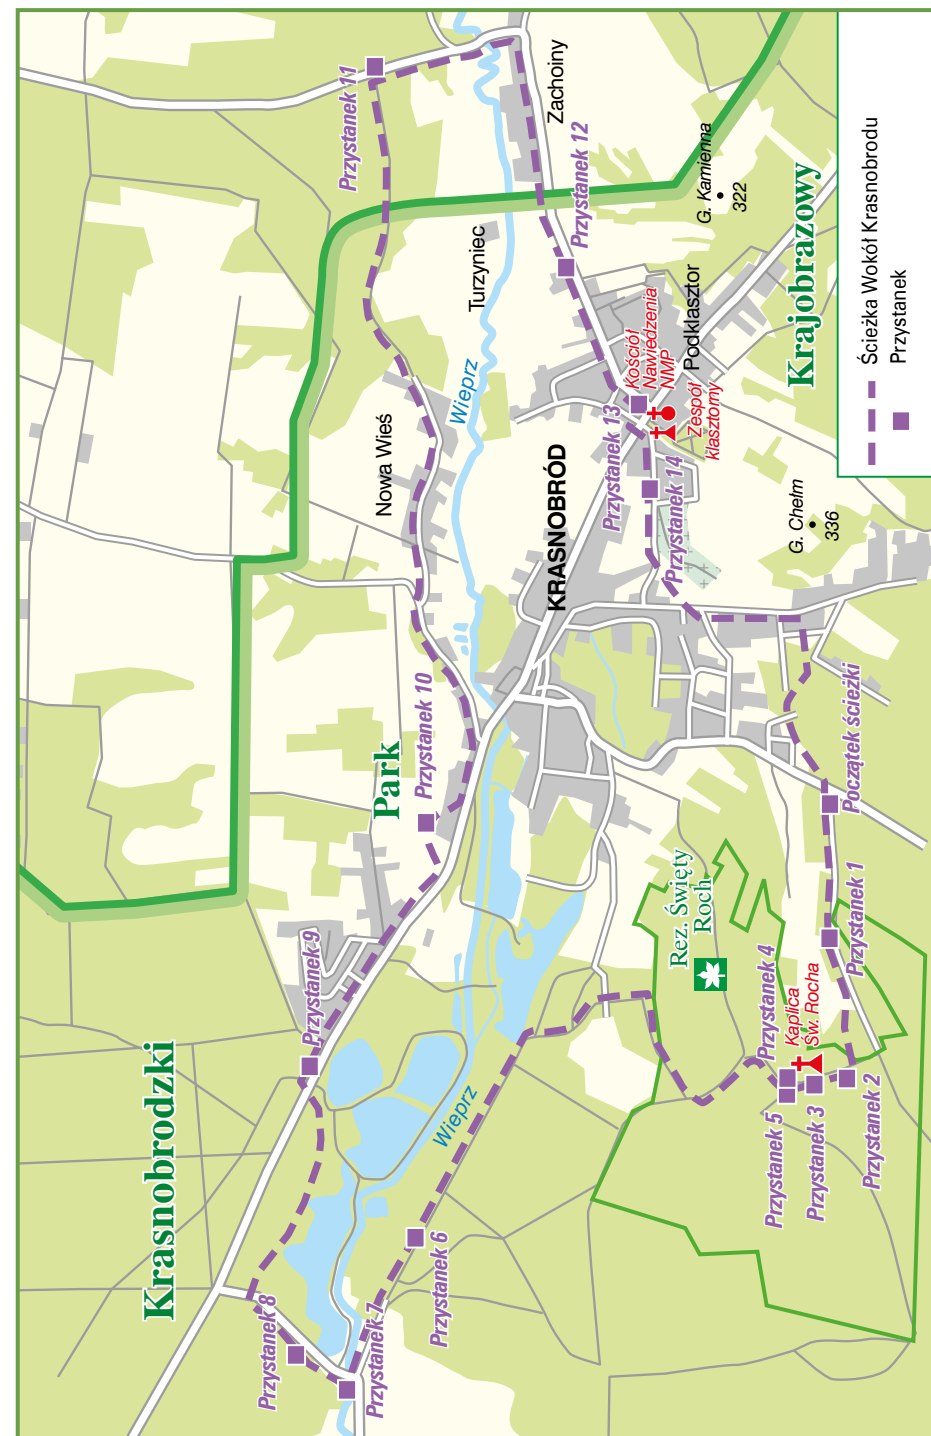 Krasnobrodzki
Park
Krajobrazowy
Przystanek 11
Zachoiny
Przystanek 12
G. Kamienna
322
Turzyniec
Wieprz
Nowa Wieś
Podklasztor
Kościół
Nawiedzenia
NMP
Zespół
klasztorny
Przystanek 13
Przystanek 14
KRASNOBRÓD
G. Chełm
336
Przystanek 10
Początek ścieżki
Przystanek 9
Rez. Święty
Roch
Przystanek 1
Przystanek 4
Kaplica
Św. Rocha
Przystanek 5
Przystanek 3
Przystanek 2
Wieprz
Przystanek 6
Przystanek 7
Przystanek 8
Ścieżka Wokół Krasnobrodu
Przystanek